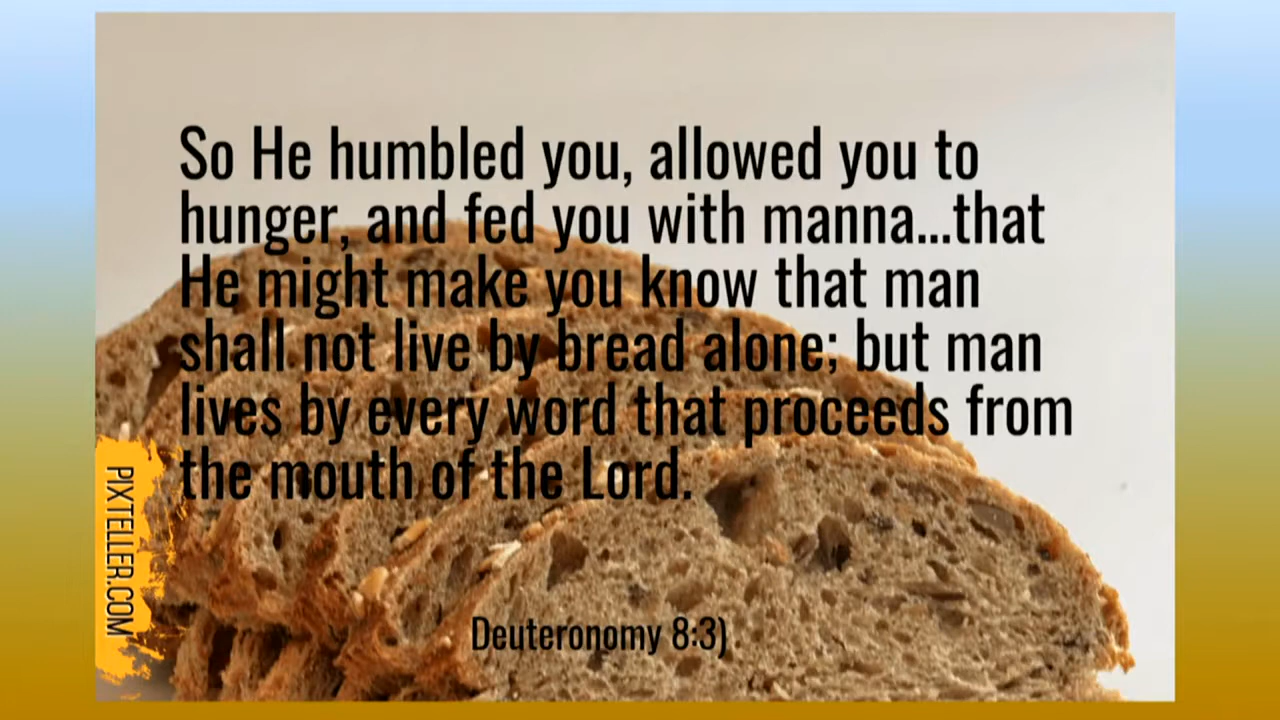 So He humbled you, allowed you to
hunger, and fed you with manna...that
He might make you know that man
shall not live by bread alone; but man
lives by every word that proceeds from
the mouth of the Lord.
PIXTELLER.COM
Deuteronomy 8:3)